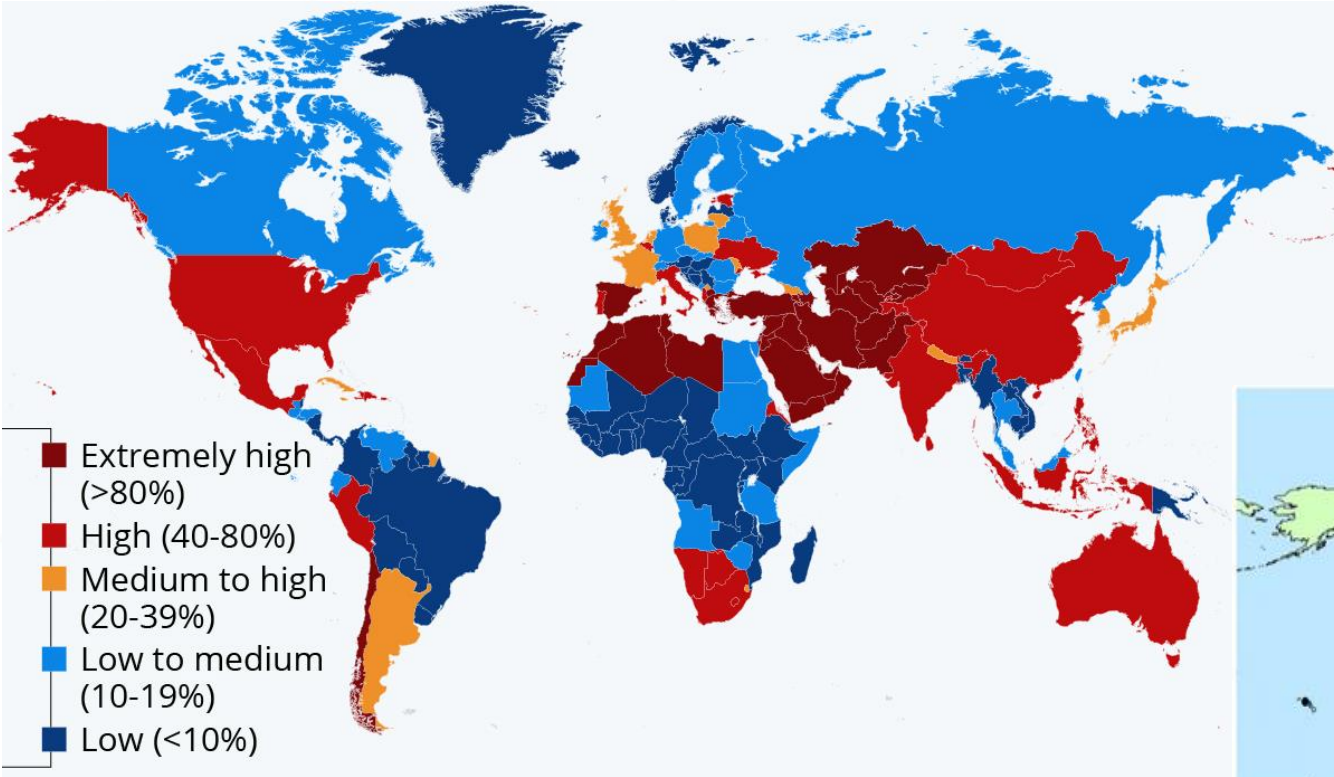 Extremely high
(>80%)
High (40-80%)
Medium to high
(20-39%)
Low to medium
(10-19%)
Low (<10%)